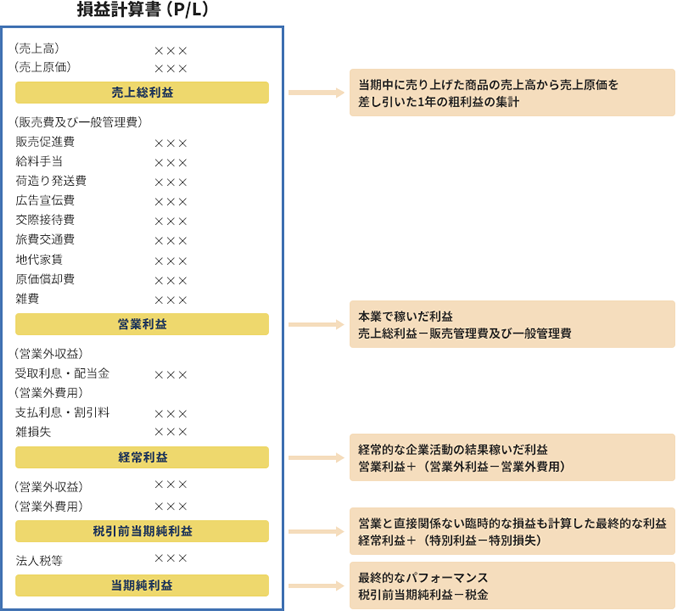 損益計算書（P/L）
（売上高） ×××
（売上原価） ×××
売上総利益
当期中に売り上げた商品の売上高から売上原価を
差し引いた1年の粗利益の集計
（販売費及び一般管理費）
販売促進費 ×××
給料手当 ×××
荷造り発送費 ×××
広告宣伝費 ×××
交際接待費 ×××
旅費交通費 ×××
地代家賃 ×××
原価償却費 ×××
雑費 ×××
営業利益
本業で稼いだ利益
売上総利益－販売管理費及び一般管理費
（営業外収益）
受取利息・配当金 ×××
（営業外費用）
支払利息・割引料 ×××
雑損失 ×××
経常利益
経常的な企業活動の結果稼いだ利益
営業利益＋（営業外利益－営業外費用）
（営業外収益） ×××
（営業外費用） ×××
税引前当期純利益
営業と直接関係ない臨時的な損益も計算した最終的な利益
経常利益＋（特別利益－特別損失）
法人税等 ×××
当期純利益
最終的なパフォーマンス
税引前当期純利益－税金